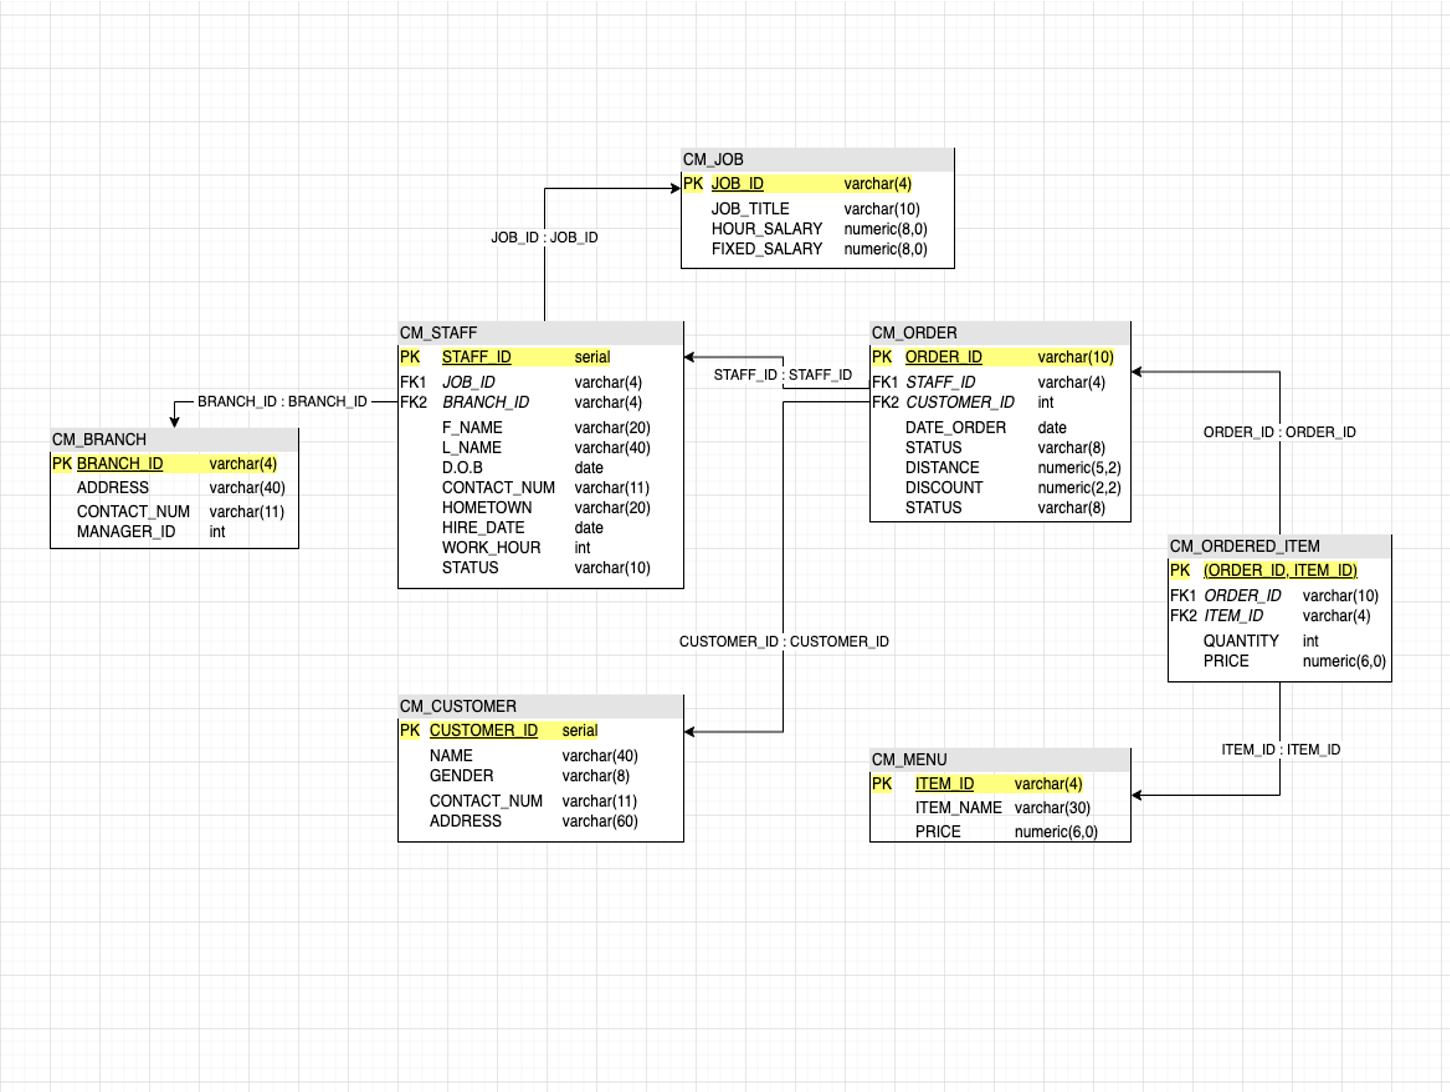 CM_JOB
PK JOB_ID varchar(4)
JOB_TITLE varchar(10)
HOUR_SALARY numeric(8,0)
FIXED_SALARY numeric(8,0)
JOB_ID : JOB_ID
CM_STAFF
PK STAFF_ID serial
FK1 JOB_ID varchar(4)
FK2 BRANCH_ID varchar(4)
F_NAME varchar(20)
L_NAME varchar(40)
D.O.B date
CONTACT_NUM varchar(11)
HOMETOWN varchar(20)
HIRE_DATE date
WORK_HOUR int
STATUS varchar(10)
STAFF_ID : STAFF_ID
CM_ORDER
PK ORDER_ID varchar(10)
FK1 STAFF_ID varchar(4)
FK2 CUSTOMER_ID int
DATE_ORDER date
STATUS varchar(8)
DISTANCE numeric(5,2)
DISCOUNT numeric(2,2)
STATUS varchar(8)
BRANCH_ID : BRANCH_ID
CM_BRANCH
PK BRANCH_ID varchar(4)
ADDRESS varchar(40)
CONTACT_NUM varchar(11)
MANAGER_ID int
ORDER_ID : ORDER_ID
CM_ORDERED_ITEM
PK (ORDER_ID, ITEM_ID)
FK1 ORDER_ID varchar(10)
FK2 ITEM_ID varchar(4)
QUANTITY int
PRICE numeric(6,0)
CUSTOMER_ID : CUSTOMER_ID
CM_CUSTOMER
PK CUSTOMER_ID serial
NAME varchar(40)
GENDER varchar(8)
CONTACT_NUM varchar(11)
ADDRESS varchar(60)
ITEM_ID : ITEM_ID
CM_MENU
PK ITEM_ID varchar(4)
ITEM_NAME varchar(30)
PRICE numeric(6,0)